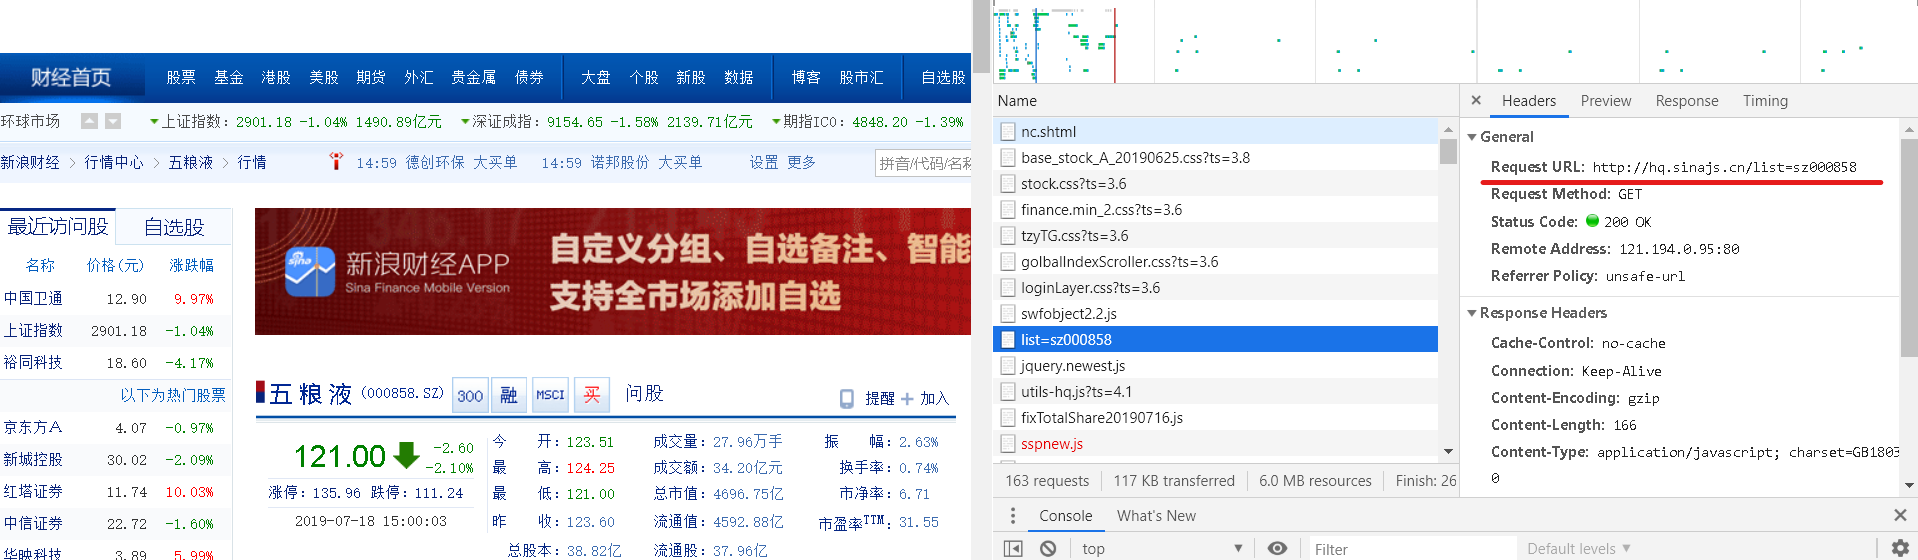 财经首页 股票 基金 港股 美股 期货 外汇 贵金属 债券 大盘 个股 新股 数据 博客 股市汇 自选股
环球市场 上证指数：2901.18 -1.04% 1490.89亿元 深证成指：9154.65 -1.58% 2139.71亿元 期指IC0：4848.20 -1.39%
新浪财经 > 行情中心 > 五粮液 > 行情 14:59 德创环保 大买单 14:59 诺邦股份 大买单 设置 更多 拼音/代码/名称
最近访问股 自选股
名称 价格(元) 涨跌幅
中国卫通 12.90 9.97%
上证指数 2901.18 -1.04%
裕同科技 18.60 -4.17%
以下为热门股票
京东方A 4.07 -0.97%
新城控股 30.02 -2.09%
红塔证券 11.74 10.03%
中信证券 22.72 -1.60%
华映科技 3.89 5.99%
sina
新浪财经APP
Sina Finance Mobile Version
自定义分组、自选备注、智能
支持全市场添加自选
五粮液 (000858.SZ) 300 融 MSCI 买 问股 提醒 加入
121.00 -2.60
-2.10%
涨停：135.96 跌停：111.24
2019-07-18 15:00:03
今 开：123.51 成交量：27.96万手 振 幅：2.63%
最 高：124.25 成交额：34.20亿元 换手率：0.74%
最 低：121.00 总市值：4696.75亿 市净率：6.71
昨 收：123.60 流通值：4592.88亿 市盈率TTM：31.55
总股本：38.82亿 流通股：37.96亿
Name
nc.shtml
base_stock_A_20190625.css?ts=3.8
stock.css?ts=3.6
finance.min_2.css?ts=3.6
tzyTG.css?ts=3.6
golbalIndexScroller.css?ts=3.6
loginLayer.css?ts=3.6
swfobject2.2.js
list=sz000858
jquery.newest.js
utils-hq.js?ts=4.1
fixTotalShare20190716.js
sspnew.js
163 requests 117 KB transferred 6.0 MB resources Finish: 26
× Headers Preview Response Timing
General
Request URL: http://hq.sinajs.cn/list=sz000858
Request Method: GET
Status Code: 200 OK
Remote Address: 121.194.0.95:80
Referrer Policy: unsafe-url
Response Headers
Cache-Control: no-cache
Connection: Keep-Alive
Content-Encoding: gzip
Content-Length: 166
Content-Type: application/javascript; charset=GB1803
0
Console What's New
top Filter Default levels